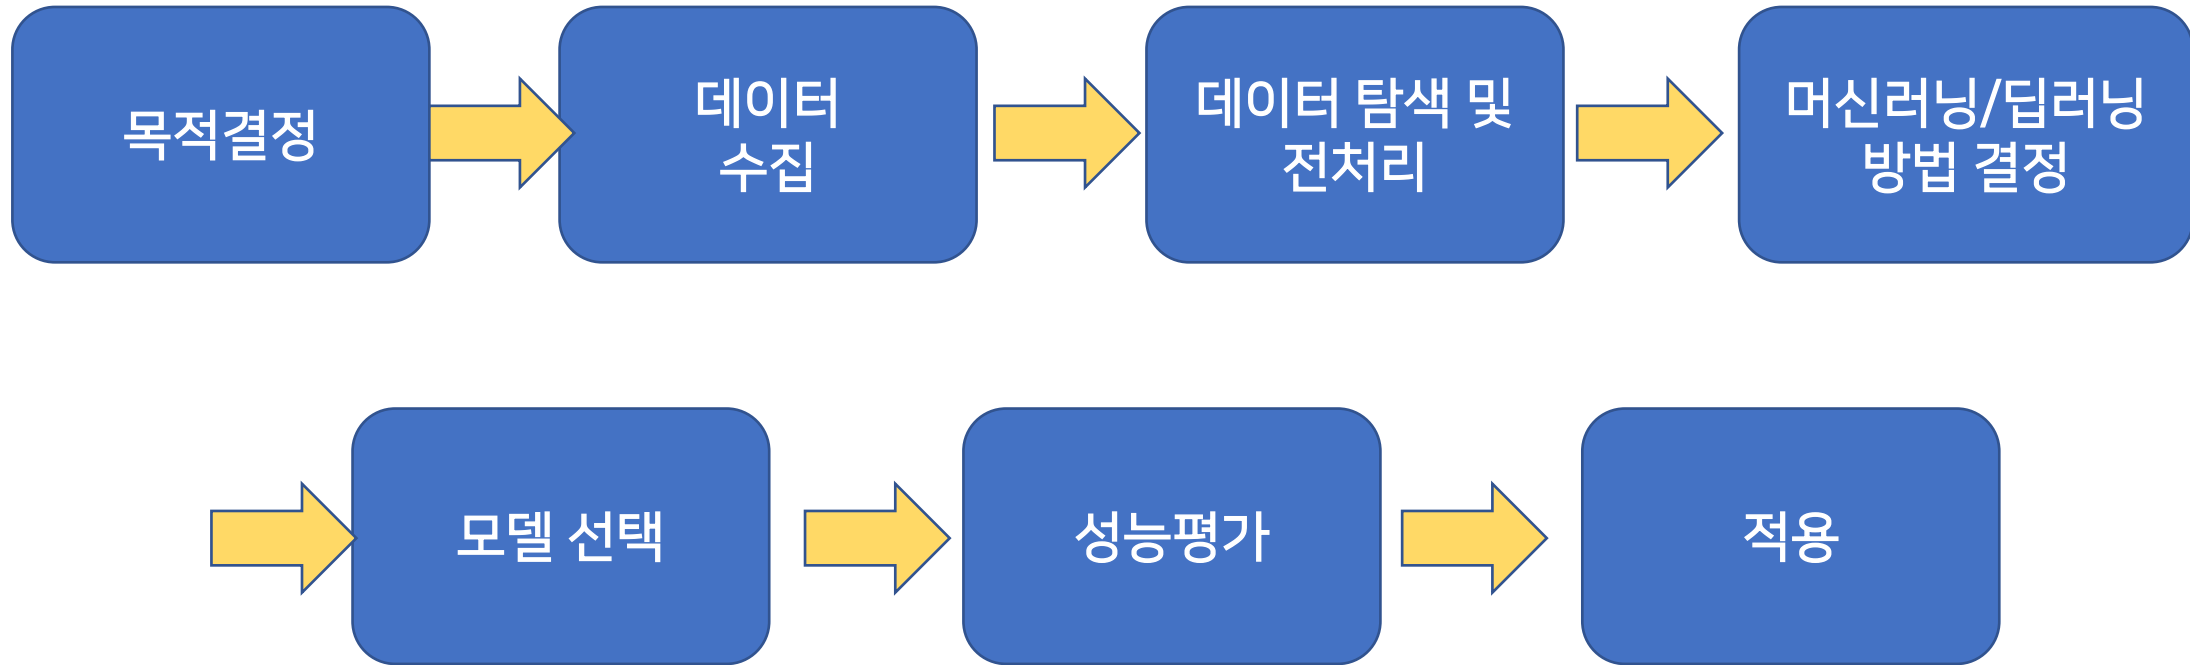 목적결정
데이터
수집
데이터 탐색 및
전처리
머신러닝/딥러닝
방법 결정
모델 선택
성능평가
적용